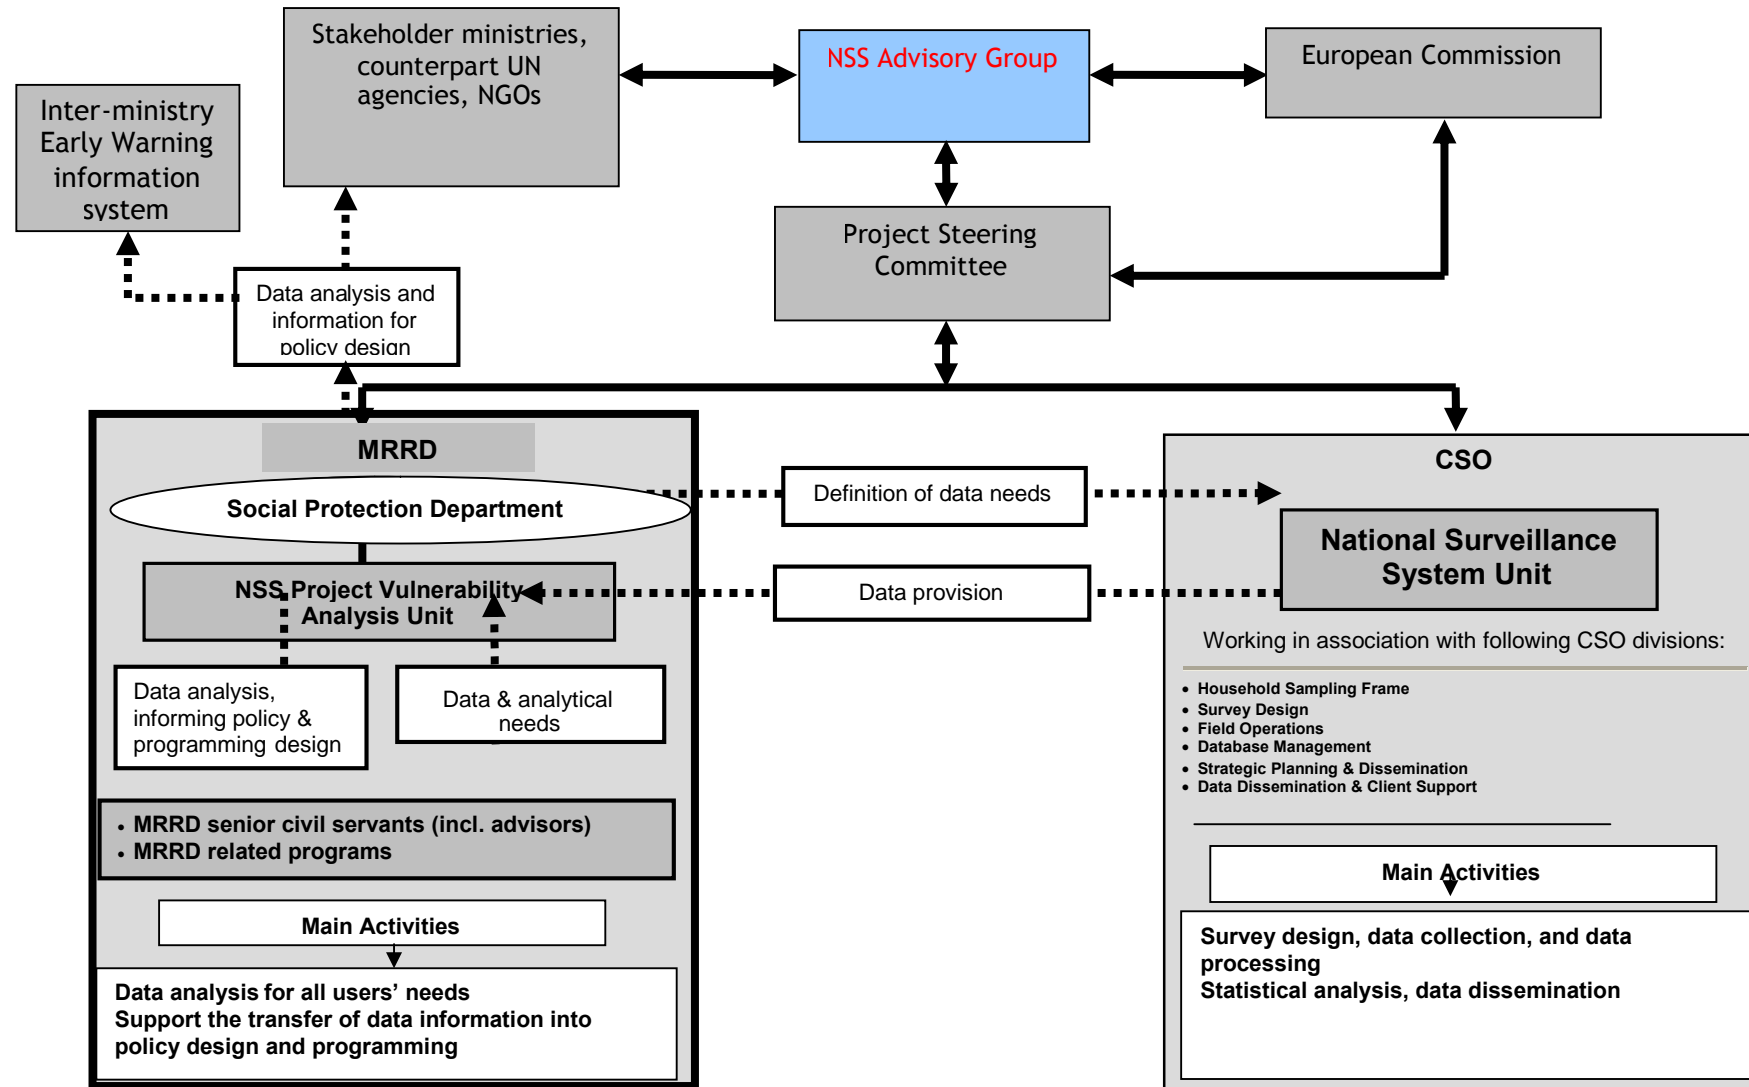 Stakeholder ministries,
counterpart UN
agencies, NGOs
NSS Advisory Group
European Commission
Inter-ministry
Early Warning
information
system
Project Steering
Committee
Data analysis and
information for
policy design
MRRD
Social Protection Department
NSS Project Vulnerability
Analysis Unit
Data analysis,
informing policy &
programming design
Data & analytical
needs
• MRRD senior civil servants (incl. advisors)
• MRRD related programs
Main Activities
Data analysis for all users’ needs
Support the transfer of data information into
policy design and programming
Definition of data needs
Data provision
CSO
National Surveillance
System Unit
Working in association with following CSO divisions:
• Household Sampling Frame
• Survey Design
• Field Operations
• Database Management
• Strategic Planning & Dissemination
• Data Dissemination & Client Support
Main Activities
Survey design, data collection, and data
processing
Statistical analysis, data dissemination